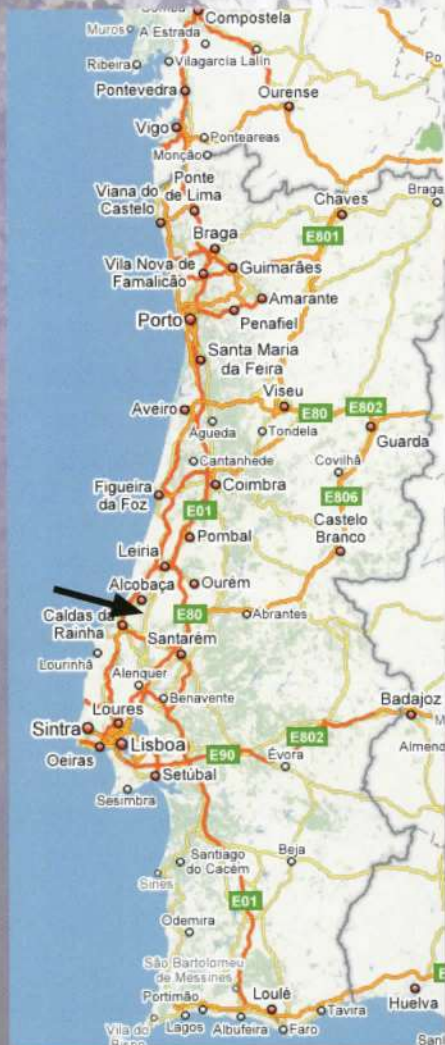 Compostela
Muros
A Estrada
Ribeira
Vilagarcia Lalín
Pontevedra
Ourense
Vigo
Ponteareas
Monção
Viana do
Castelo
Ponte
de Lima
Chaves
Braga
E801
Braga
Vila Nova de
Famalicão
Guimarães
Amarante
Porto
Penafiel
Santa Maria
da Feira
Viseu
Aveiro
E80
E802
Águeda
Tondela
Guarda
Cantanhede
Covilhã
Figueira
da Foz
Coimbra
E806
E01
Castelo
Branco
Pombal
Leiria
Alcobaça
Ourém
Caldas da
Rainha
E80
Abrantes
Lourinhã
Santarém
Alenquer
Benavente
Badajoz
Loures
Sintra
E802
Lisboa
E90
Almend
Oeiras
Évora
Setúbal
Sesimbra
Santiago
do Cacém
Beja
Sines
E01
Odemira
São Bartolomeu
de Messines
Portimão
Loulé
Huelva
Lagos
Albufeira
Faro
Tavira
Vila do